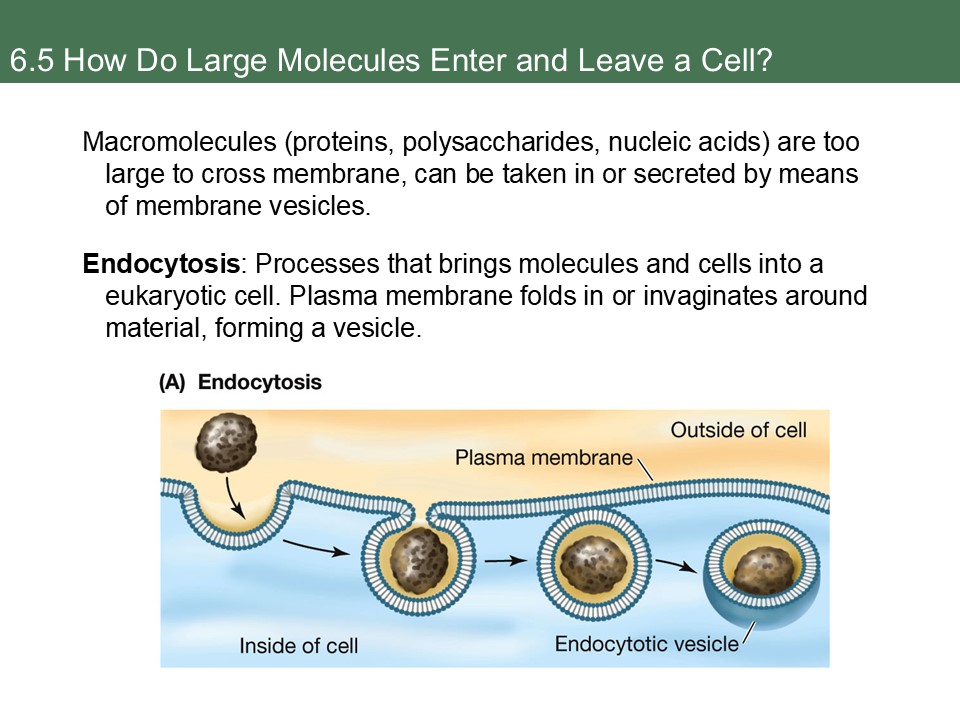 6.5 How Do Large Molecules Enter and Leave a Cell?
Macromolecules (proteins, polysaccharides, nucleic acids) are too
large to cross membrane, can be taken in or secreted by means
of membrane vesicles.
Endocytosis: Processes that brings molecules and cells into a
eukaryotic cell. Plasma membrane folds in or invaginates around
material, forming a vesicle.
(A) Endocytosis
Outside of cell
Plasma membrane
Inside of cell
Endocytotic vesicle